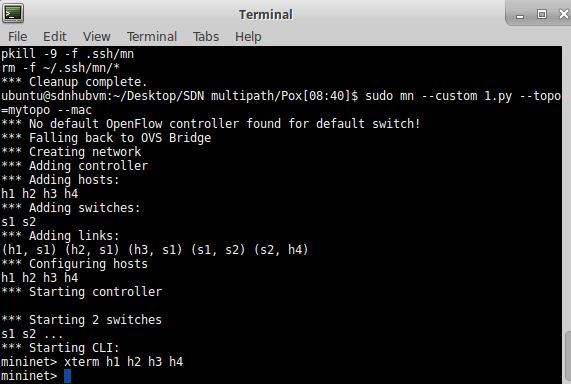 Terminal
File Edit View Terminal Tabs Help
pkill -9 --f .ssh/mn
rm -f ~/.ssh/mn/*
*** Cleanup complete.
ubuntu@sdnhubvm:~/Desktop/SDN multipath/Pox[08:40]$ sudo mn --custom 1.py --topo
=mytopo --mac
*** No default OpenFlow controller found for default switch!
*** Falling back to OVS Bridge
*** Creating network
*** Adding controller
*** Adding hosts:
h1 h2 h3 h4
*** Adding switches:
s1 s2
*** Adding links:
(h1, s1) (h2, s1) (h3, s1) (s1, s2) (s2, h4)
*** Configuring hosts
h1 h2 h3 h4
*** Starting controller
*** Starting 2 switches
s1 s2 ...
*** Starting CLI:
mininet> xterm h1 h2 h3 h4
mininet>